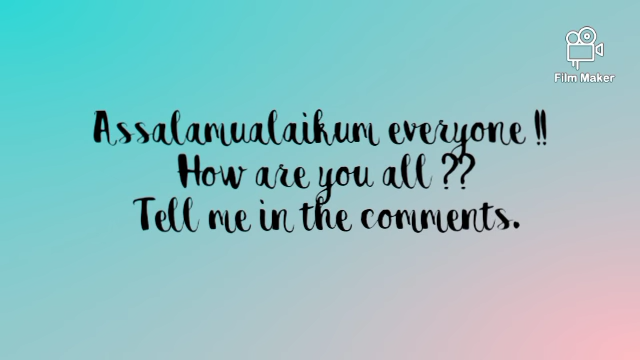 Film Maker
Assalamualaikum everyone !!
How are you all ??
Tell me in the comments.